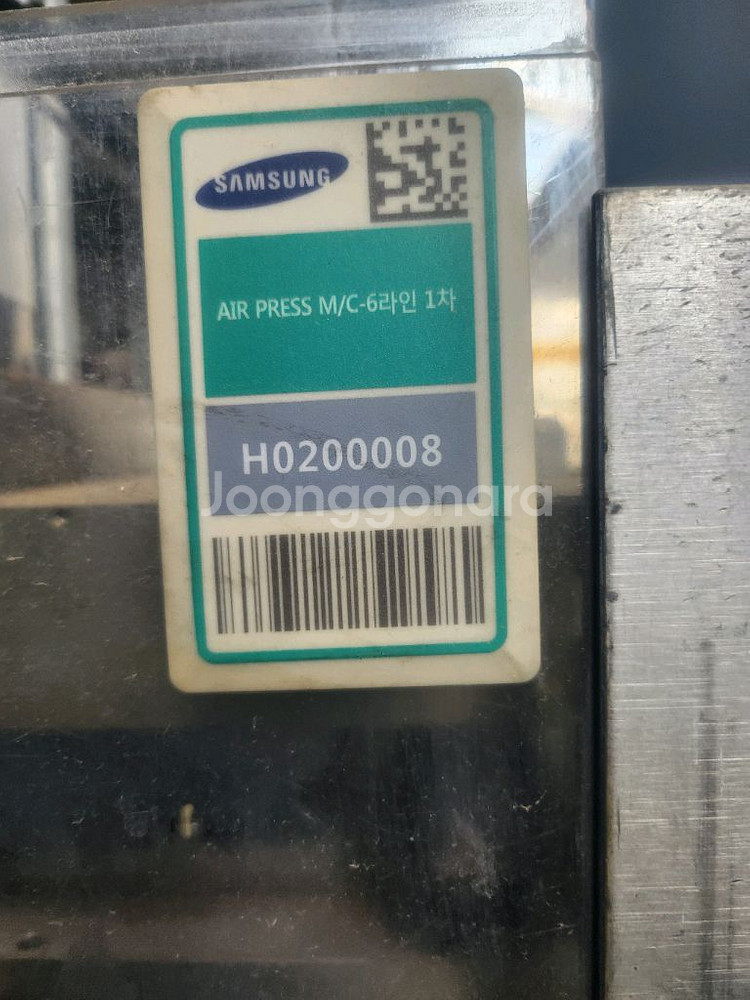 SAMSUNG
AIR PRESS M/C-6라인 1차
H0200008
Joonggonara